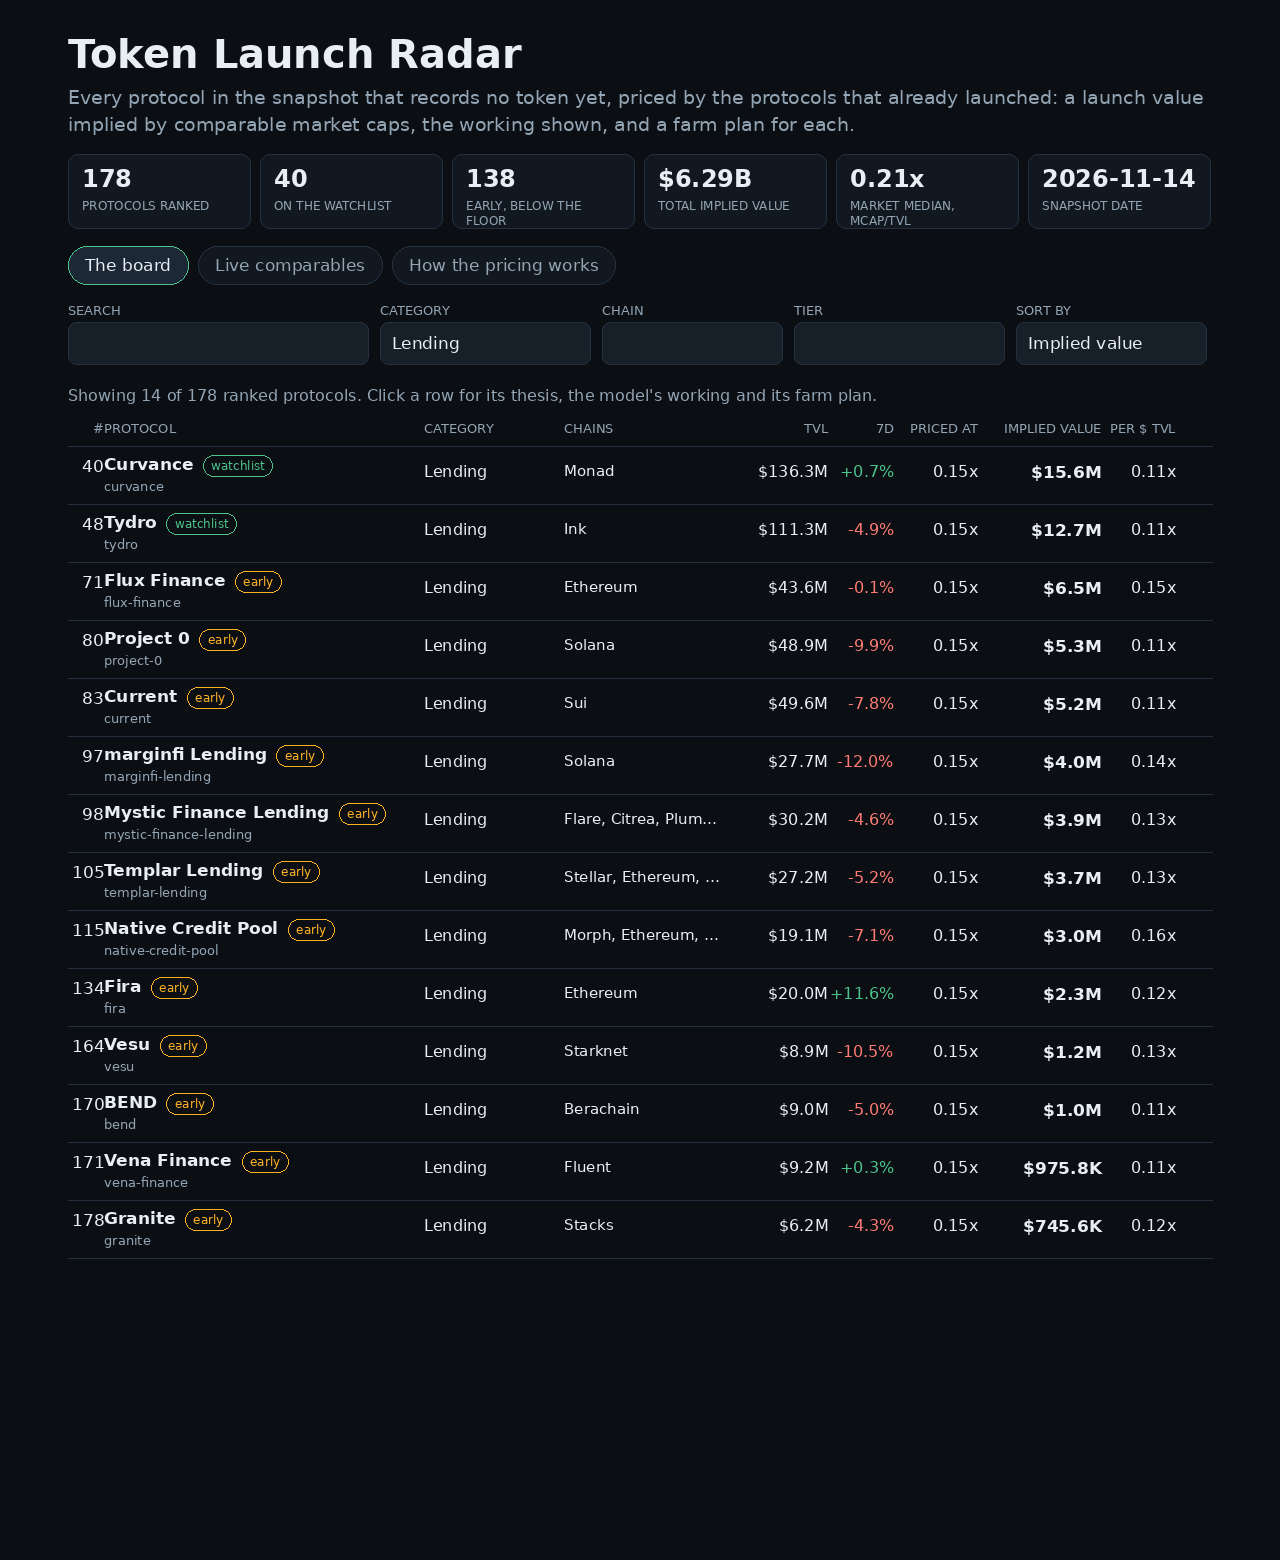 Token Launch Radar
Every protocol in the snapshot that records no token yet, priced by the protocols that already launched: a launch value
implied by comparable market caps, the working shown, and a farm plan for each.
178 40 138 $6.29B 0.21x 2026-11-14
PROTOCOLS RANKED ON THE WATCHLIST EARLY, BELOW THE FLOOR TOTAL IMPLIED VALUE MARKET MEDIAN, MCAP/TVL SNAPSHOT DATE
The board Live comparables How the pricing works
SEARCH CATEGORY CHAIN TIER SORT BY
Lending Implied value
Showing 14 of 178 ranked protocols. Click a row for its thesis, the model's working and its farm plan.
# PROTOCOL CATEGORY CHAINS TVL 7D PRICED AT IMPLIED VALUE PER $ TVL
40 Curvance watchlist Lending Monad $136.3M +0.7% 0.15x $15.6M 0.11x
curvance
48 Tydro watchlist Lending Ink $111.3M -4.9% 0.15x $12.7M 0.11x
tydro
71 Flux Finance early Lending Ethereum $43.6M -0.1% 0.15x $6.5M 0.15x
flux-finance
80 Project 0 early Lending Solana $48.9M -9.9% 0.15x $5.3M 0.11x
project-0
83 Current early Lending Sui $49.6M -7.8% 0.15x $5.2M 0.11x
current
97 marginfi Lending early Lending Solana $27.7M -12.0% 0.15x $4.0M 0.14x
marginfi-lending
98 Mystic Finance Lending early Lending Flare, Citrea, Plum... $30.2M -4.6% 0.15x $3.9M 0.13x
mystic-finance-lending
105 Templar Lending early Lending Stellar, Ethereum, ... $27.2M -5.2% 0.15x $3.7M 0.13x
templar-lending
115 Native Credit Pool early Lending Morph, Ethereum, ... $19.1M -7.1% 0.15x $3.0M 0.16x
native-credit-pool
134 Fira early Lending Ethereum $20.0M +11.6% 0.15x $2.3M 0.12x
fira
164 Vesu early Lending Starknet $8.9M -10.5% 0.15x $1.2M 0.13x
vesu
170 BEND early Lending Berachain $9.0M -5.0% 0.15x $1.0M 0.11x
bend
171 Vena Finance early Lending Fluent $9.2M +0.3% 0.15x $975.8K 0.11x
vena-finance
178 Granite early Lending Stacks $6.2M -4.3% 0.15x $745.6K 0.12x
granite